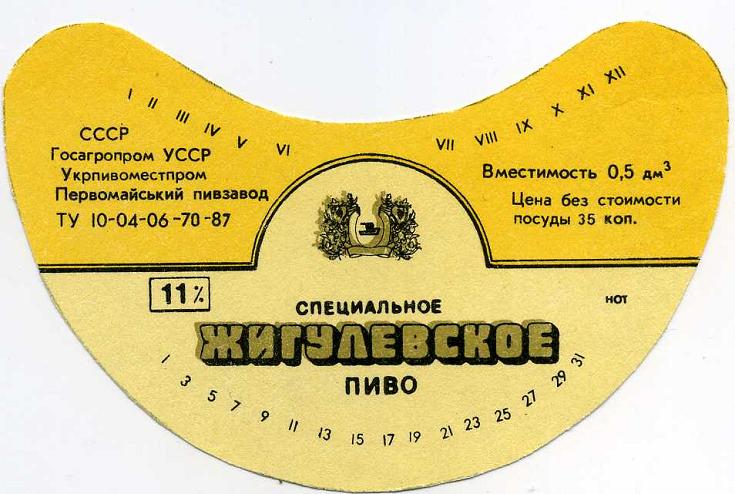 I II III IV V VI VII VIII IX X XI XII
СССР
Госагропром УССР
Укрпивоместпром
Первомайський пивзавод
ТУ 10-04-06-70-87
Вместимость 0,5 дм³
Цена без стоимости
посуды 35 коп.
11%
нот
СПЕЦИАЛЬНОЕ
ЖИГУЛЕВСКОЕ
ПИВО
1 3 5 7 9 11 13 15 17 19 21 23 25 27 29 31